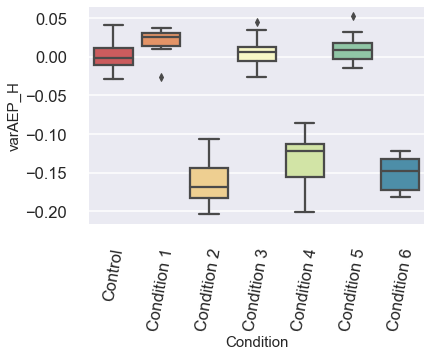 0.05
0.00
−0.05
−0.10
−0.15
−0.20
varAEP_H
Control
Condition 1
Condition 2
Condition 3
Condition 4
Condition 5
Condition 6
Condition